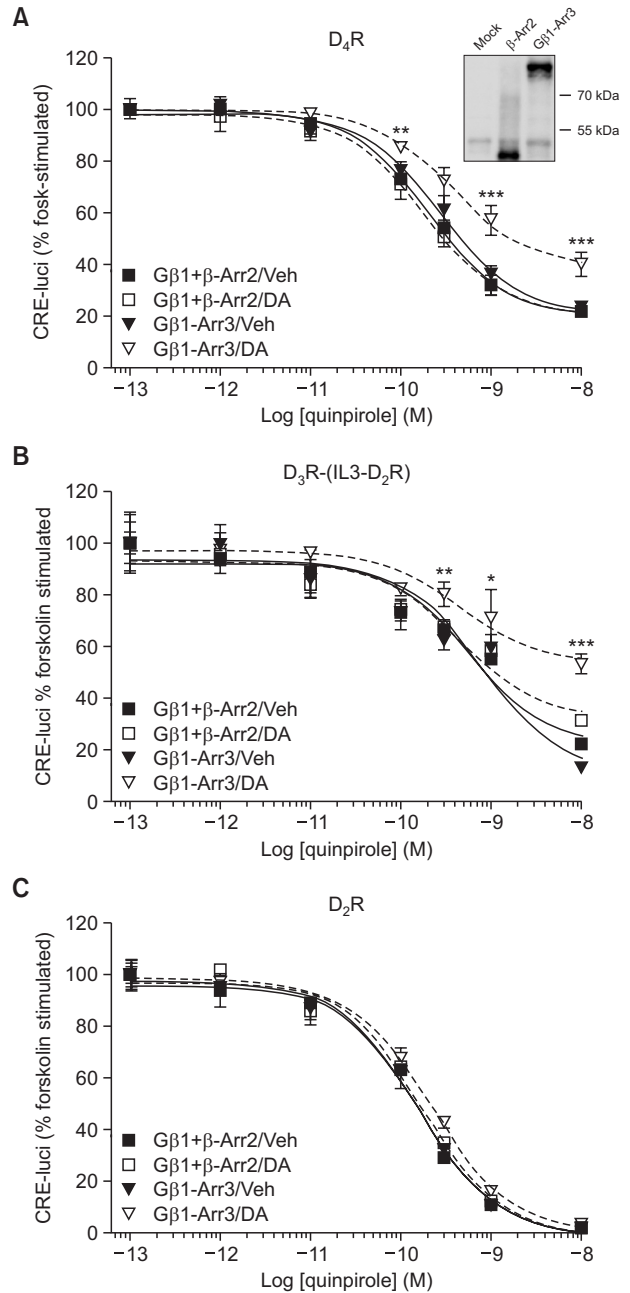 A
D4R
Mock
β-Arr2
Gβ1-Arr3
70 kDa
55 kDa
CRE-luci (% fosk-stimulated)
120
100
80
60
40
20
0
**
***
***
Gβ1+β-Arr2/Veh
Gβ1+β-Arr2/DA
Gβ1-Arr3/Veh
Gβ1-Arr3/DA
−13 −12 −11 −10 −9 −8
Log [quinpirole] (M)
B
D3R-(IL3-D2R)
CRE-luci % forskolin stimulated
120
100
80
60
40
20
0
**
*
***
Gβ1+β-Arr2/Veh
Gβ1+β-Arr2/DA
Gβ1-Arr3/Veh
Gβ1-Arr3/DA
−13 −12 −11 −10 −9 −8
Log [quinpirole] (M)
C
D2R
CRE-luci (% forskolin stimulated)
120
100
80
60
40
20
0
Gβ1+β-Arr2/Veh
Gβ1+β-Arr2/DA
Gβ1-Arr3/Veh
Gβ1-Arr3/DA
−13 −12 −11 −10 −9 −8
Log [quinpirole] (M)